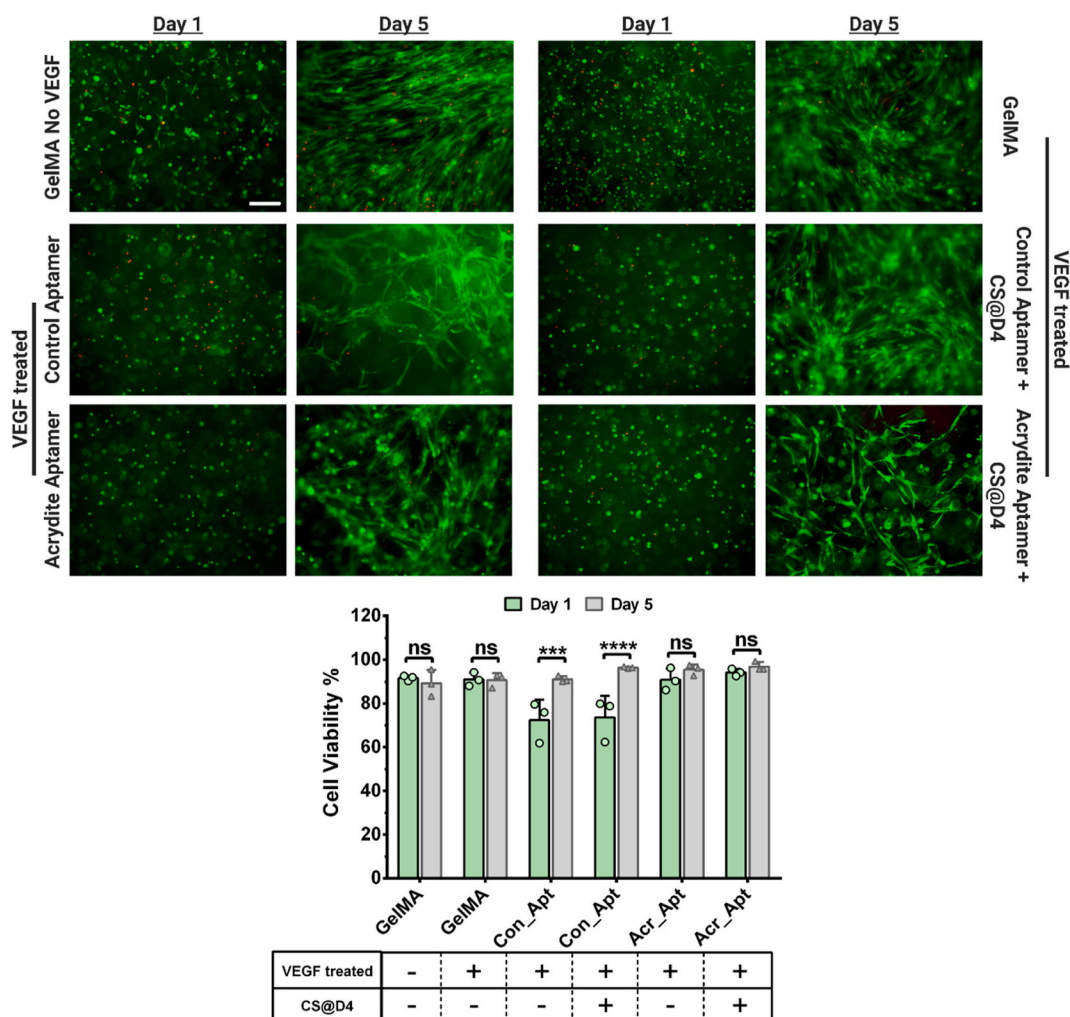 Day 1
Day 5
Day 1
Day 5
GelMA No VEGF
GelMA
VEGF treated
Control Aptamer
Control Aptamer +
CS@D4
VEGF treated
Acrydite Aptamer
Acrydite Aptamer +
CS@D4
Day 1
Day 5
Cell Viability %
120
100
80
60
40
20
0
ns
ns
***
****
ns
ns
GelMA
GelMA
Con_Apt
Con_Apt
Acr_Apt
Acr_Apt
VEGF treated - + + + + +
CS@D4 - - - + - +